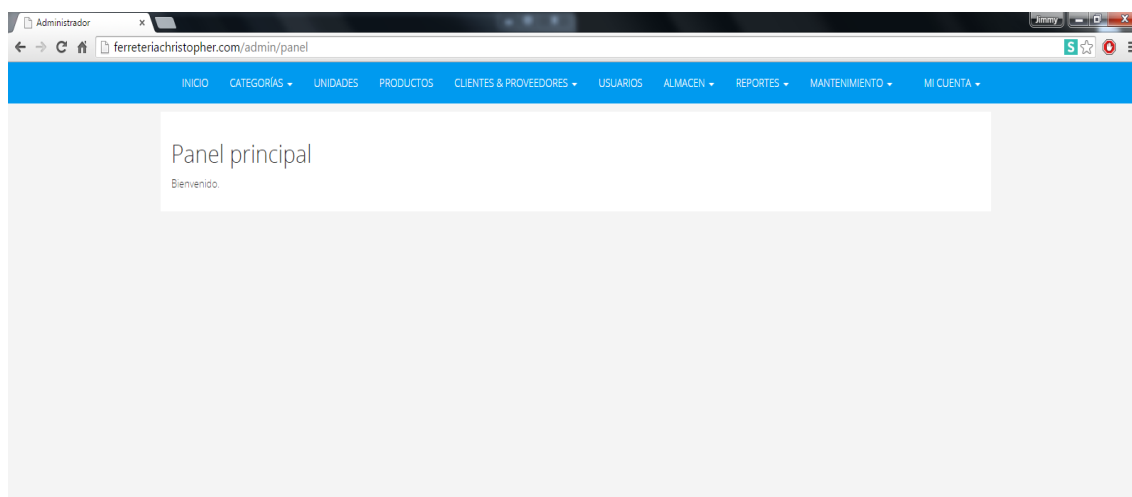 Administrador
Jimmy
ferreteriachristopher.com/admin/panel
S
INICIO CATEGORÍAS UNIDADES PRODUCTOS CLIENTES & PROVEEDORES USUARIOS ALMACEN REPORTES MANTENIMIENTO MI CUENTA
Panel principal
Bienvenido.